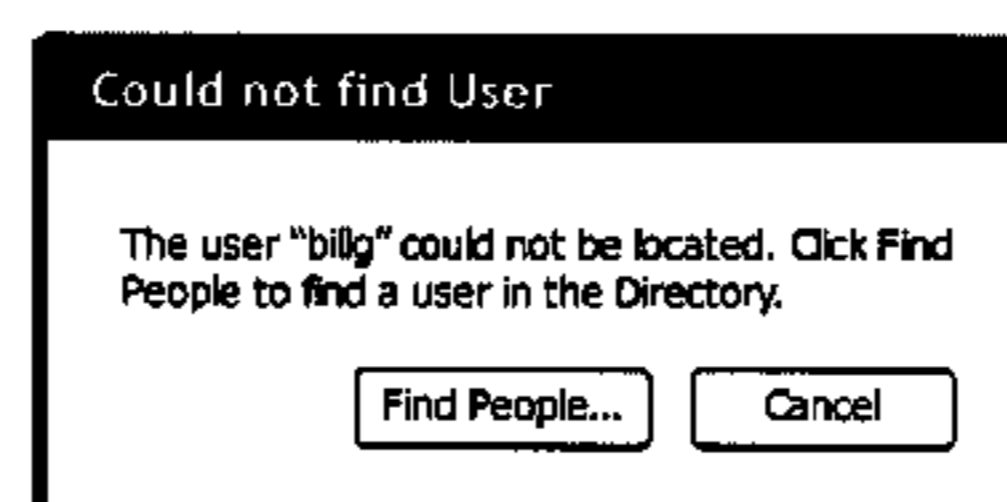 Could not find User
The user “billg” could not be located. Click Find
People to find a user in the Directory.
Find People... Cancel